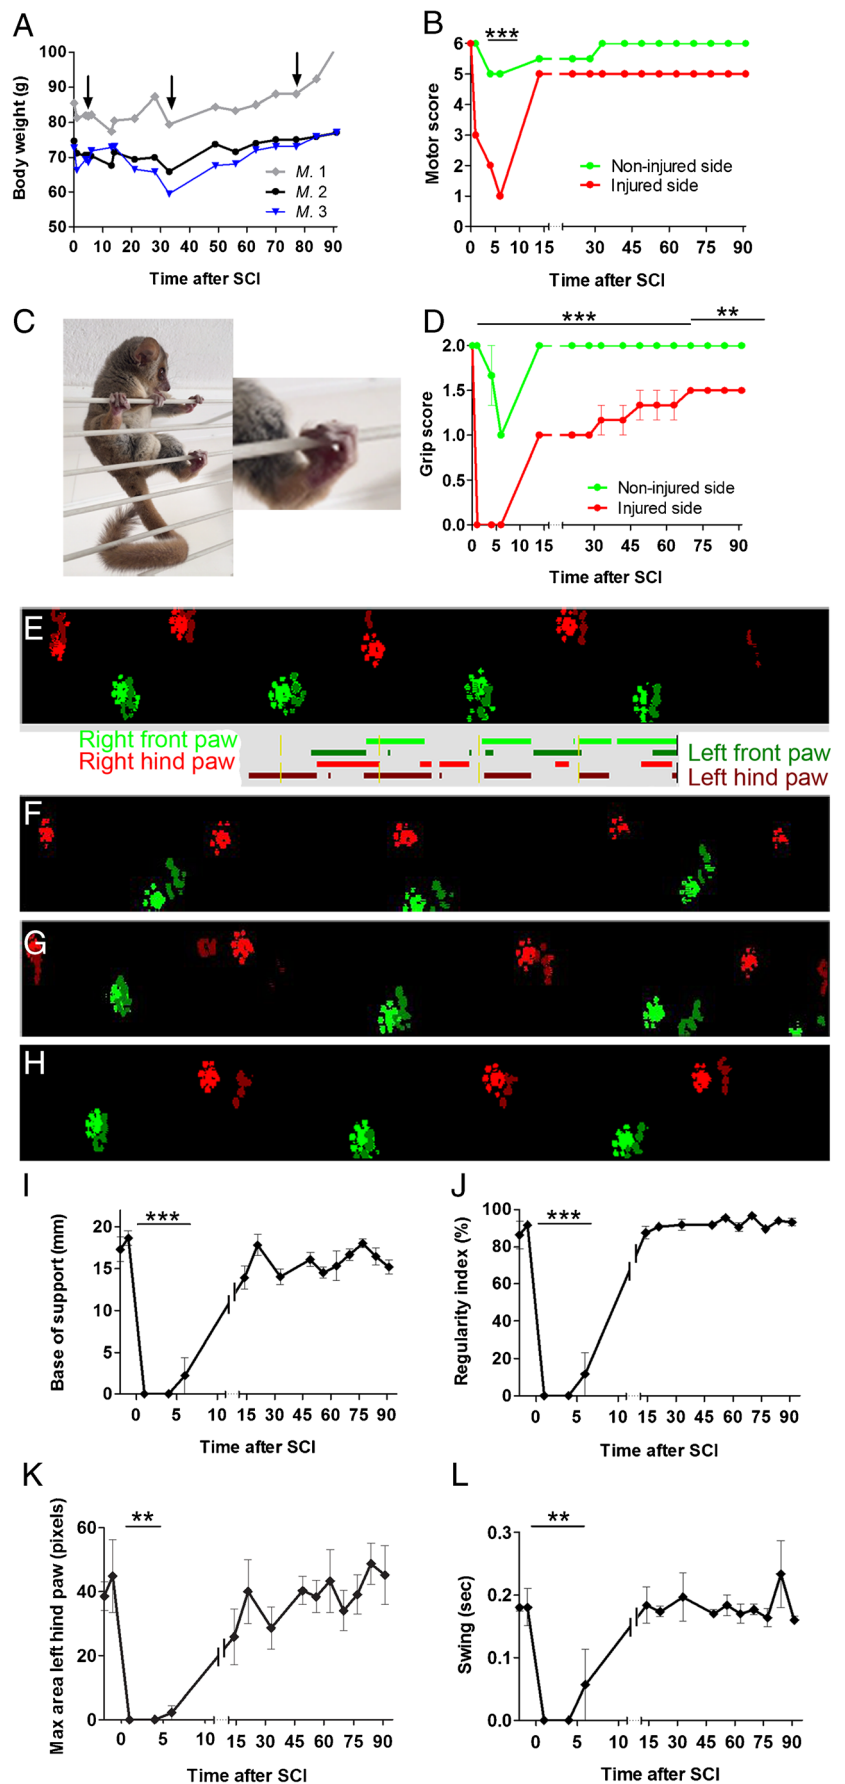 A
Body weight (g)
100
90
80
70
60
50
M. 1
M. 2
M. 3
0 10 20 30 40 50 60 70 80 90
Time after SCI
B
***
Motor score
6
5
4
3
2
1
0
Non-injured side
Injured side
0 5 10 15 30 45 60 75 90
Time after SCI
C
D
***
**
Grip score
2.0
1.5
1.0
0.5
0.0
Non-injured side
Injured side
0 5 10 15 30 45 60 75 90
Time after SCI
E
Right front paw
Left front paw
Right hind paw
Left hind paw
F
G
H
I
***
Base of support (mm)
20
15
10
5
0
0 5 10 15 30 45 60 75 90
Time after SCI
J
***
Regularity index (%)
100
80
60
40
20
0
0 5 10 15 30 45 60 75 90
Time after SCI
K
**
Max area left hind paw (pixels)
60
40
20
0
0 5 10 15 30 45 60 75 90
Time after SCI
L
**
Swing (sec)
0.3
0.2
0.1
0.0
0 5 10 15 30 45 60 75 90
Time after SCI